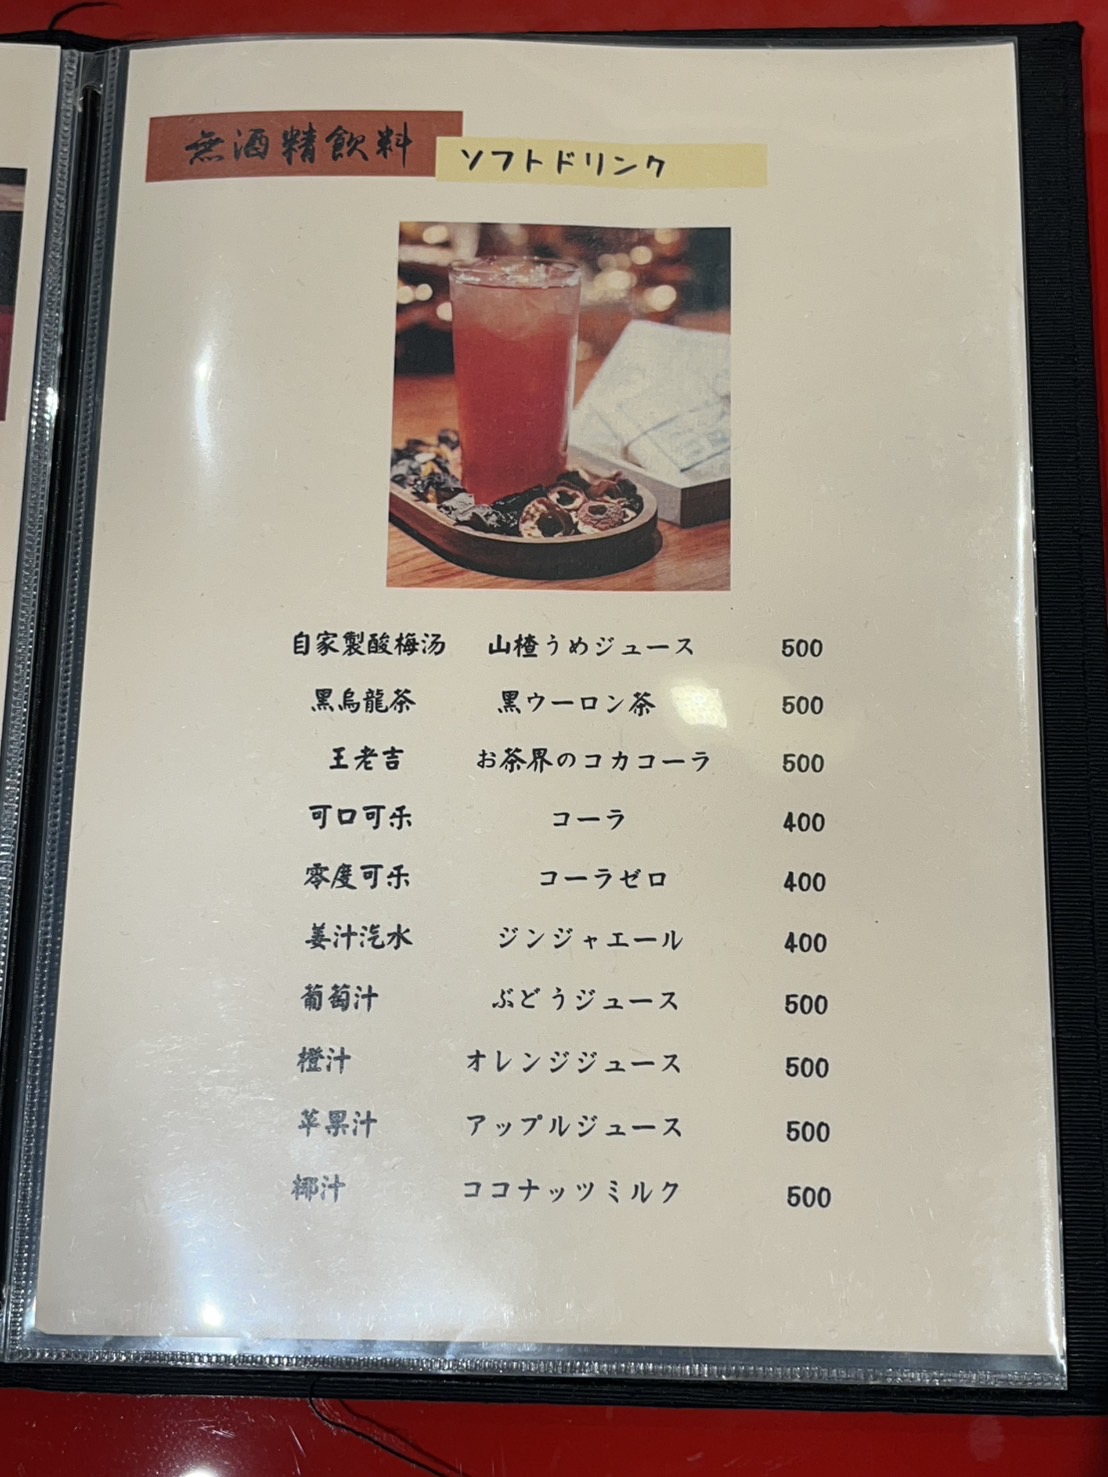 無酒精飲料
ソフトドリンク
自家製酸梅汤 山楂うめジュース 500
黑烏龍茶 黒ウーロン茶 500
王老吉 お茶界のコカコーラ 500
可口可乐 コーラ 400
零度可乐 コーラゼロ 400
姜汁汽水 ジンジャエール 400
葡萄汁 ぶどうジュース 500
橙汁 オレンジジュース 500
苹果汁 アップルジュース 500
椰汁 ココナッツミルク 500